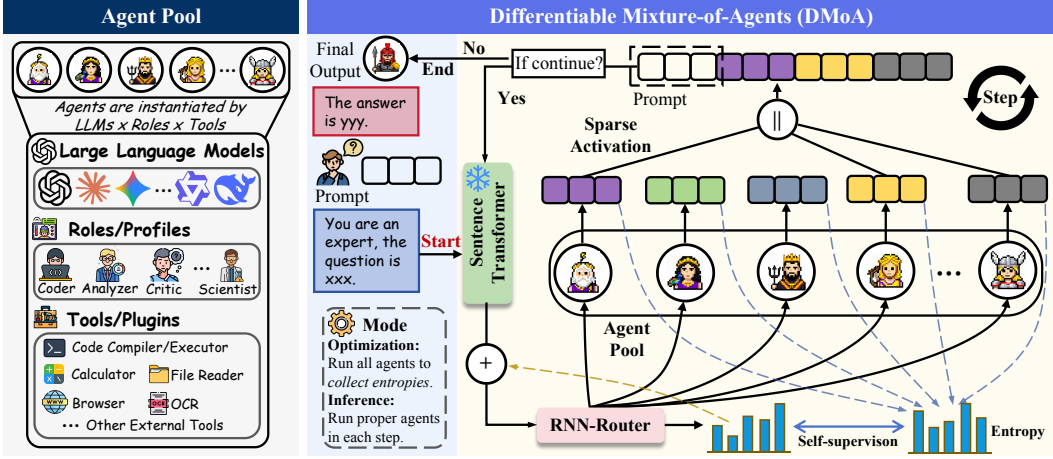 Agent Pool
Agents are instantiated by
LLMs x Roles x Tools
Large Language Models
...
Roles/Profiles
Coder Analyzer Critic ... Scientist
Tools/Plugins
Code Compiler/Executor
Calculator File Reader
Browser OCR
... Other External Tools
Differentiable Mixture-of-Agents (DMoA)
Final
Output
No
End
If continue?
Yes
Prompt
Step
The answer
is yyy.
Prompt
You are an
expert, the
question is
xxx.
Start
Sentence
Transformer
Sparse
Activation
||
...
Agent
Pool
Mode
Optimization:
Run all agents to
collect entropies.
Inference:
Run proper agents
in each step.
+
RNN-Router
Self-supervison
Entropy